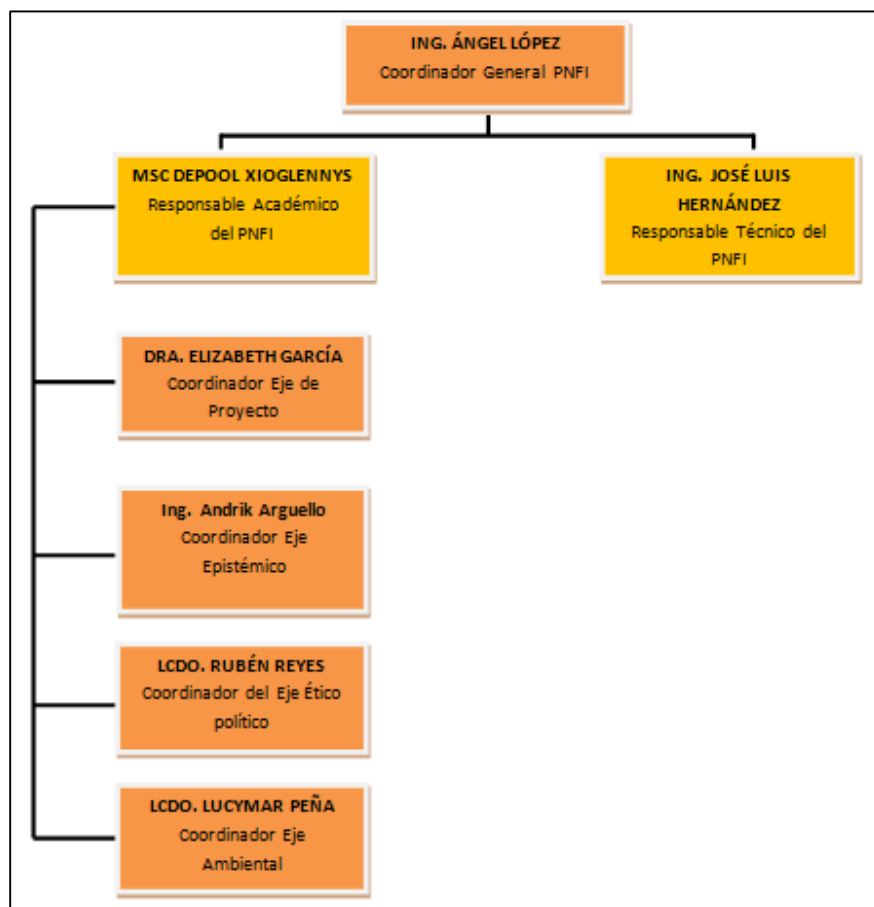 ING. ÁNGEL LÓPEZ
Coordinador General PNFI
MSC DEPOOL XIOGLENNYS
Responsable Académico
del PNFI
ING. JOSÉ LUIS
HERNÁNDEZ
Responsable Técnico del
PNFI
DRA. ELIZABETH GARCÍA
Coordinador Eje de
Proyecto
Ing. Andrik Arguello
Coordinador Eje
Epistémico
LCDO. RUBÉN REYES
Coordinador del Eje Ético
político
LCDO. LUCYMAR PEÑA
Coordinador Eje
Ambiental